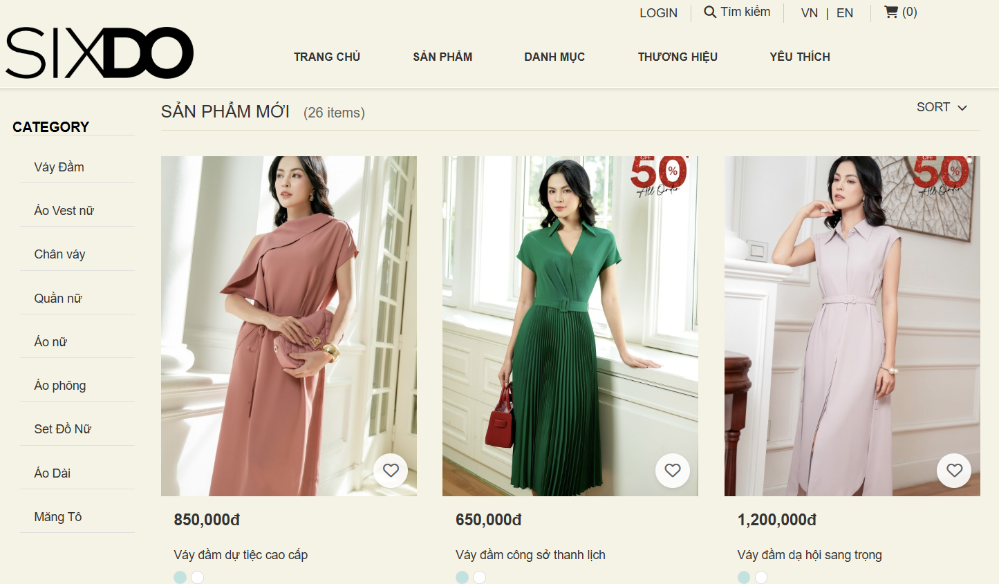 LOGIN
Tìm kiếm
VN | EN
(0)
SIXDO
TRANG CHỦ
SẢN PHẨM
DANH MỤC
THƯƠNG HIỆU
YÊU THÍCH
SẢN PHẨM MỚI (26 items)
SORT
CATEGORY
Váy Đầm
Áo Vest nữ
Chân váy
Quần nữ
Áo nữ
Áo phông
Set Đồ Nữ
Áo Dài
Măng Tô
OFF
50%
All Order
OFF
50%
All Order
850,000đ
Váy đầm dự tiệc cao cấp
650,000đ
Váy đầm công sở thanh lịch
1,200,000đ
Váy đầm dạ hội sang trọng